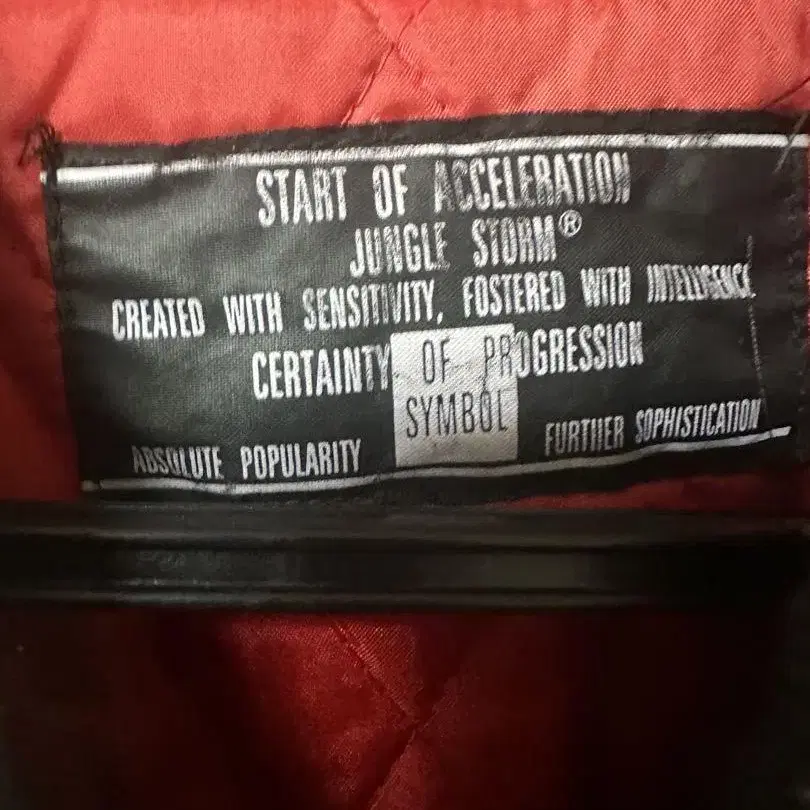 START OF ACCELERATION
JUNGLE STORM®
CREATED WITH SENSITIVITY, FOSTERED WITH INTELLIGENCE
CERTAINTY OF PROGRESSION
SYMBOL
ABSOLUTE POPULARITY
FURTHER SOPHISTICATION